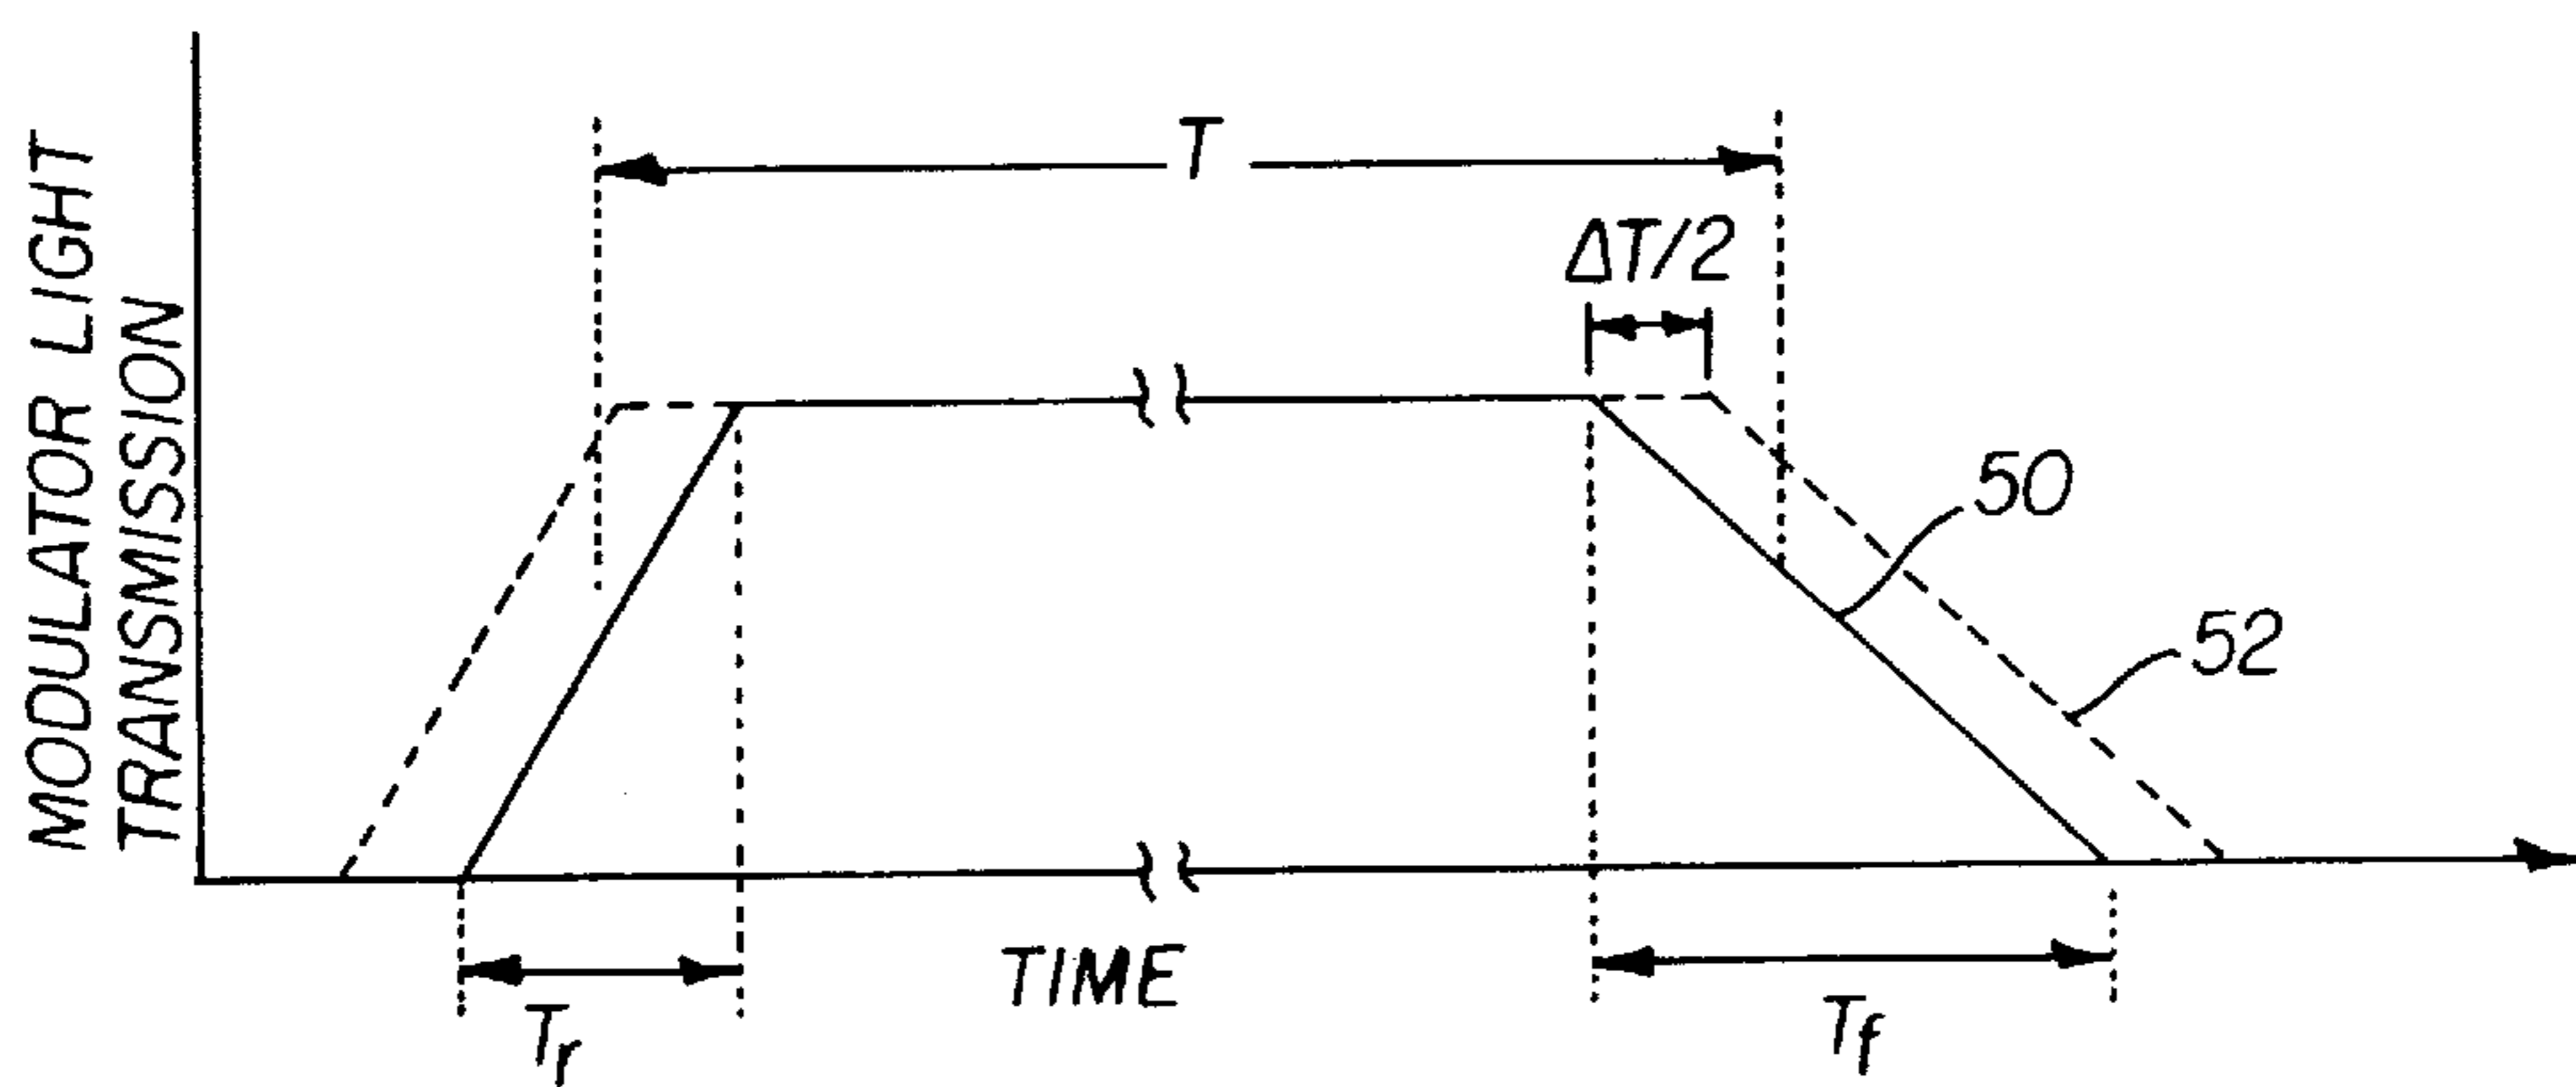 MODULATOR LIGHT
TRANSMISSION
T
ΔT/2
50
52
TIME
Tr
Tf